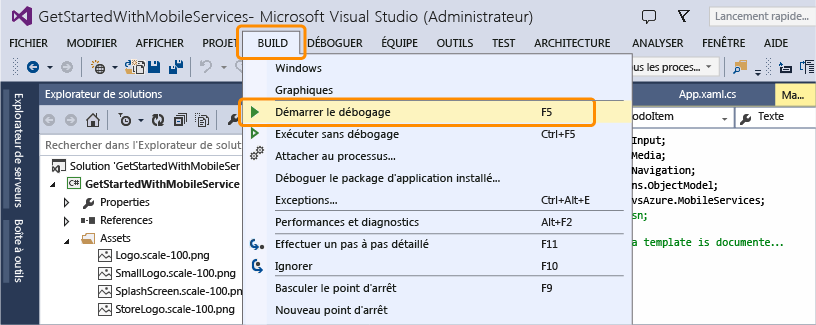 GetStartedWithMobileServices- Microsoft Visual Studio (Administrateur)
Lancement rapide...
FICHIER MODIFIER AFFICHER PROJET BUILD DÉBOGUER ÉQUIPE OUTILS TEST ARCHITECTURE ANALYSER FENÊTRE AIDE
Windows
Graphiques
Démarrer le débogage F5
Exécuter sans débogage Ctrl+F5
Attacher au processus...
Déboguer le package d'application installé...
Exceptions... Ctrl+Alt+E
Performances et diagnostics Alt+F2
Effectuer un pas à pas détaillé F11
Ignorer F10
Basculer le point d'arrêt F9
Nouveau point d'arrêt
Explorateur de serveurs
Boîte à outils
Explorateur de solutions
Rechercher dans l'Explorateur de solut
Solution 'GetStartedWithMobileSer
GetStartedWithMobileService
Properties
References
Assets
Logo.scale-100.png
SmallLogo.scale-100.png
SplashScreen.scale-100.pn
StoreLogo.scale-100.png
us les proces...
App.xaml.cs
Ma...
odoItem
Texte
Input;
Media;
Navigation;
ns.ObjectModel;
vsAzure.MobileServices;
sn;
a template is documente...